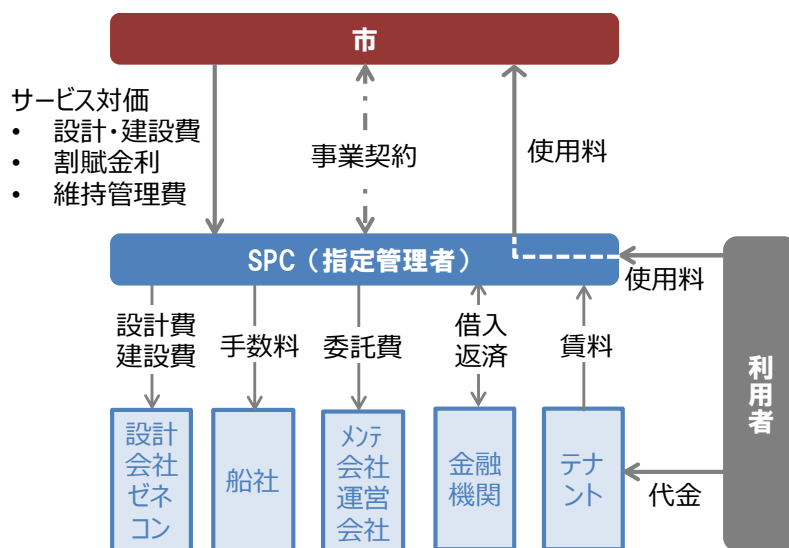 市
サービス対価
• 設計・建設費
• 割賦金利
• 維持管理費
事業契約
使用料
SPC（指定管理者）
使用料
設計費
建設費
手数料
委託費
借入
返済
賃料
利用者
設計
会社
ゼネ
コン
船社
ﾒﾝﾃ
会社
運営
会社
金融
機関
テナ
ント
代金